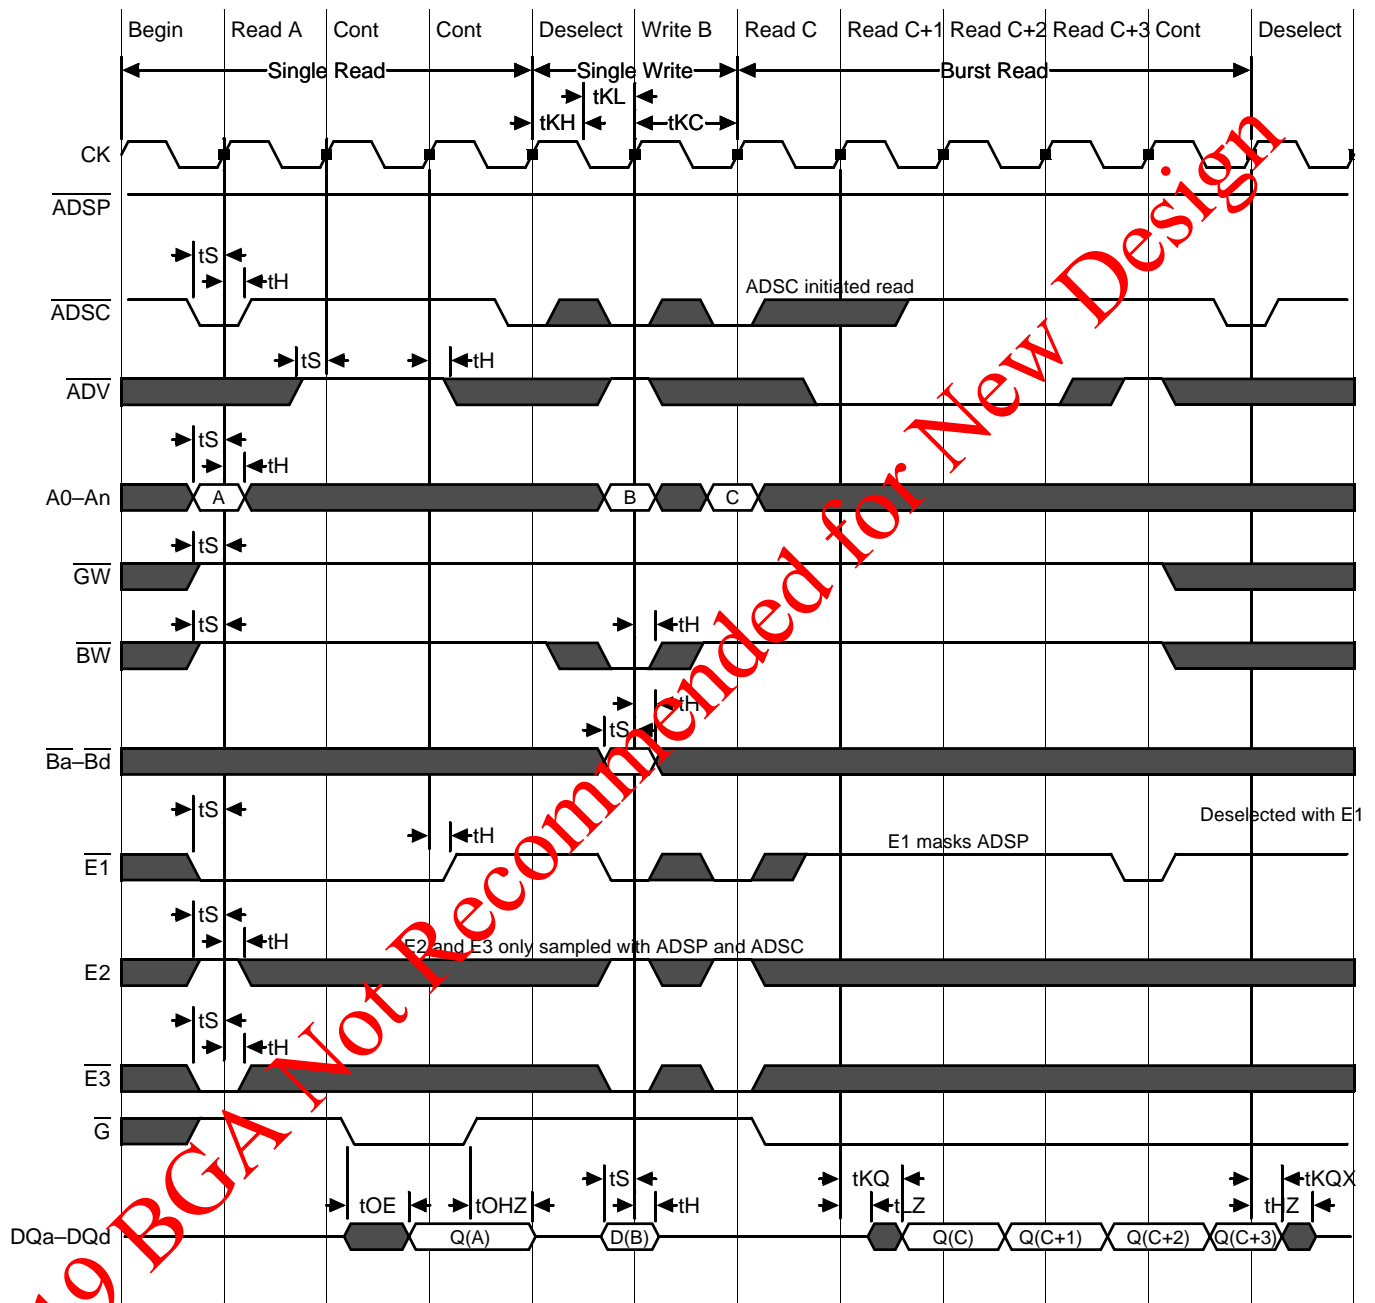 Begin Read A Cont Cont Deselect Write B Read C Read C+1 Read C+2 Read C+3 Cont Deselect
Single Read Single Write Burst Read
tKL
tKH tKC
CK
ADSP
tS
tH
ADSC initiated read
ADSC
tS tH
ADV
tS
tH
A0–An A B C
tS
GW
tS tH
BW
tH
tS
Ba–Bd
tS
Deselected with E1
tH
E1 masks ADSP
E1
tS
tH
E2 and E3 only sampled with ADSP and ADSC
E2
tS
tH
E3
G
tS tKQ tKQX
tOE tOHZ tH tLZ tHZ
DQa–DQd Q(A) D(B) Q(C) Q(C+1) Q(C+2) Q(C+3)
19 BGA Not Recommended for New Design